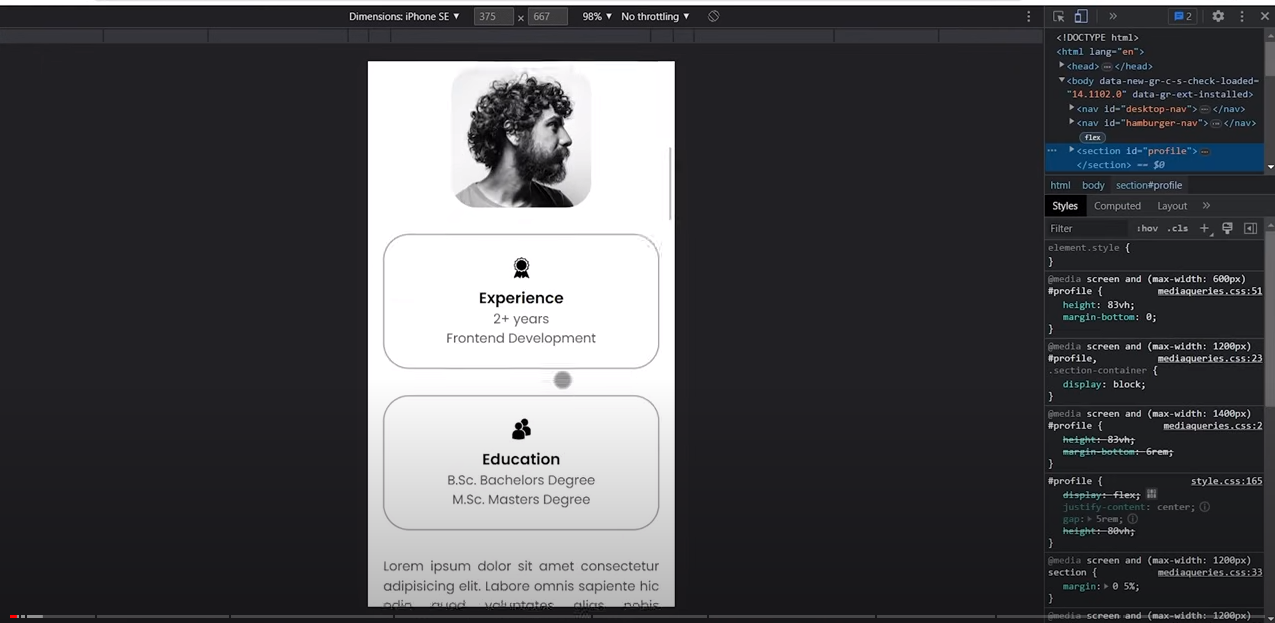 Dimensions: iPhone SE ▼ 375 × 667 98% ▼ No throttling ▼
Experience
2+ years
Frontend Development
Education
B.Sc. Bachelors Degree
M.Sc. Masters Degree
Lorem ipsum dolor sit amet consectetur
adipisicing elit. Labore omnis sapiente hic
odio quod voluptates alias nobis
2
<!DOCTYPE html>
<html lang="en">
<head> </head>
<body data-new-gr-c-s-check-loaded=
"14.1102.0" data-gr-ext-installed>
<nav id="desktop-nav"> </nav>
<nav id="hamburger-nav"> </nav>
flex
<section id="profile">
</section> == $0
html body section#profile
Styles Computed Layout
Filter :hov .cls
element.style {
}
@media screen and (max-width: 600px)
#profile { mediaqueries.css:51
height: 83vh;
margin-bottom: 0;
}
@media screen and (max-width: 1200px)
#profile, mediaqueries.css:23
.section-container {
display: block;
}
@media screen and (max-width: 1400px)
#profile { mediaqueries.css:2
height: 83vh;
margin-bottom: 6rem;
}
#profile { style.css:165
display: flex;
justify-content: center;
gap: 5rem;
height: 80vh;
}
@media screen and (max-width: 1200px)
section { mediaqueries.css:33
margin: 0 5%;
}
@media screen and (max-width: 1200px)